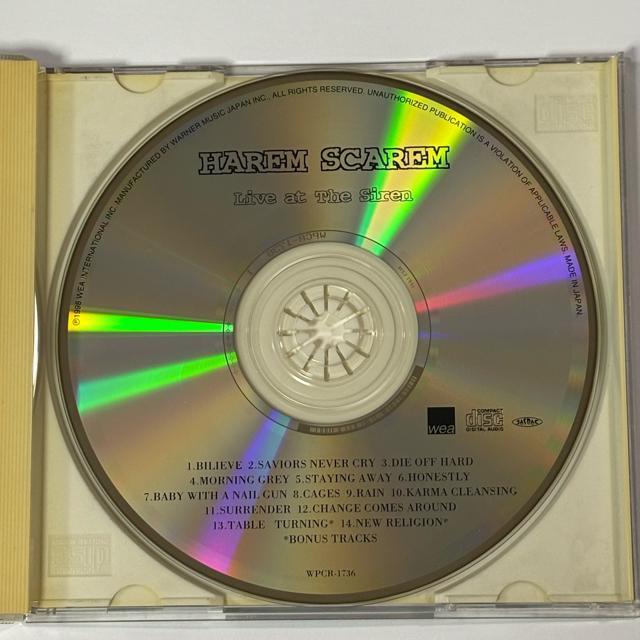 ℗1998 WEA INTERNATIONAL INC. MANUFACTURED BY WARNER MUSIC JAPAN INC., ALL RIGHTS RESERVED. UNAUTHORIZED PUBLICATION IS A VIOLATION OF APPLICABLE LAWS. MADE IN JAPAN.
HAREM SCAREM
Live at The Siren
wea
COMPACT
disc
DIGITAL AUDIO
JASRAC
1.BILIEVE 2.SAVIORS NEVER CRY 3.DIE OFF HARD
4.MORNING GREY 5.STAYING AWAY 6.HONESTLY
7.BABY WITH A NAIL GUN 8.CAGES 9.RAIN 10.KARMA CLEANSING
11.SURRENDER 12.CHANGE COMES AROUND
13.TABLE TURNING* 14.NEW RELIGION*
*BONUS TRACKS
WPCR-1736